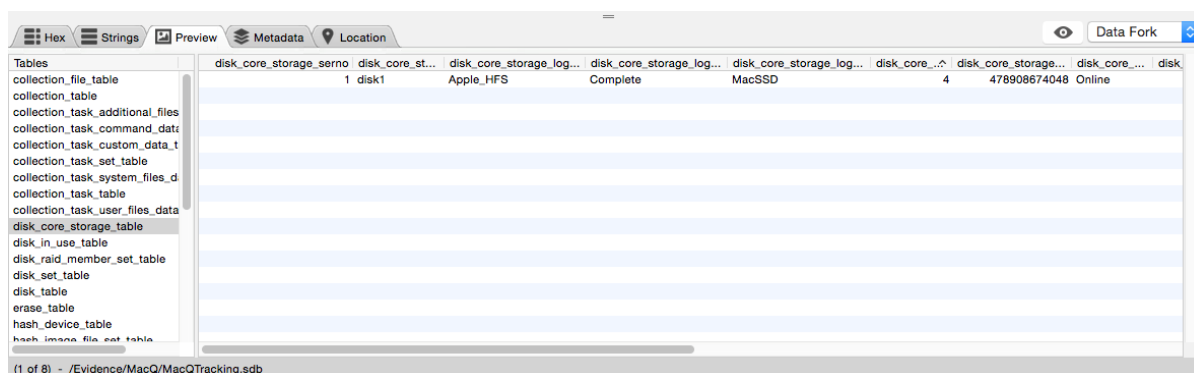 Hex Strings Preview Metadata Location Data Fork
Tables disk_core_storage_serno disk_core_st... disk_core_storage_log... disk_core_storage_log... disk_core_storage_log... disk_core_... disk_core_storage... disk_core_... disk_
collection_file_table 1 disk1 Apple_HFS Complete MacSSD 4 478908674048 Online
collection_table
collection_task_additional_files
collection_task_command_data
collection_task_custom_data_t
collection_task_set_table
collection_task_system_files_d
collection_task_table
collection_task_user_files_data
disk_core_storage_table
disk_in_use_table
disk_raid_member_set_table
disk_set_table
disk_table
erase_table
hash_device_table
hash_image_file_set_table
(1 of 8) - /Evidence/MacQ/MacQTracking.sdb